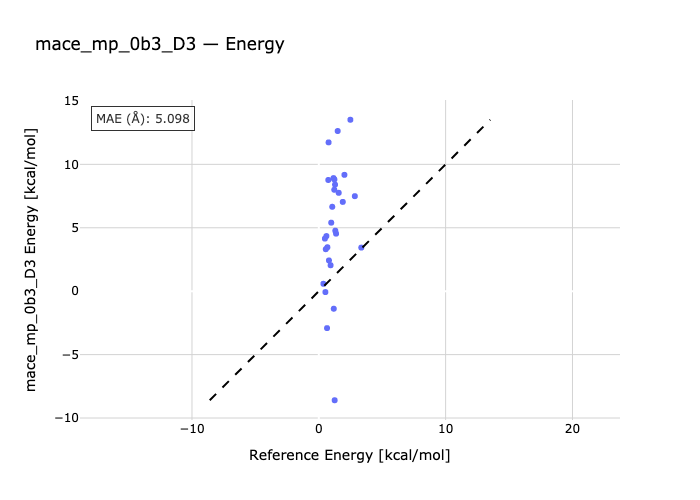 mace_mp_0b3_D3 — Energy
MAE (Å): 5.098
mace_mp_0b3_D3 Energy [kcal/mol]
15
10
5
0
−5
−10
−10
0
10
20
Reference Energy [kcal/mol]